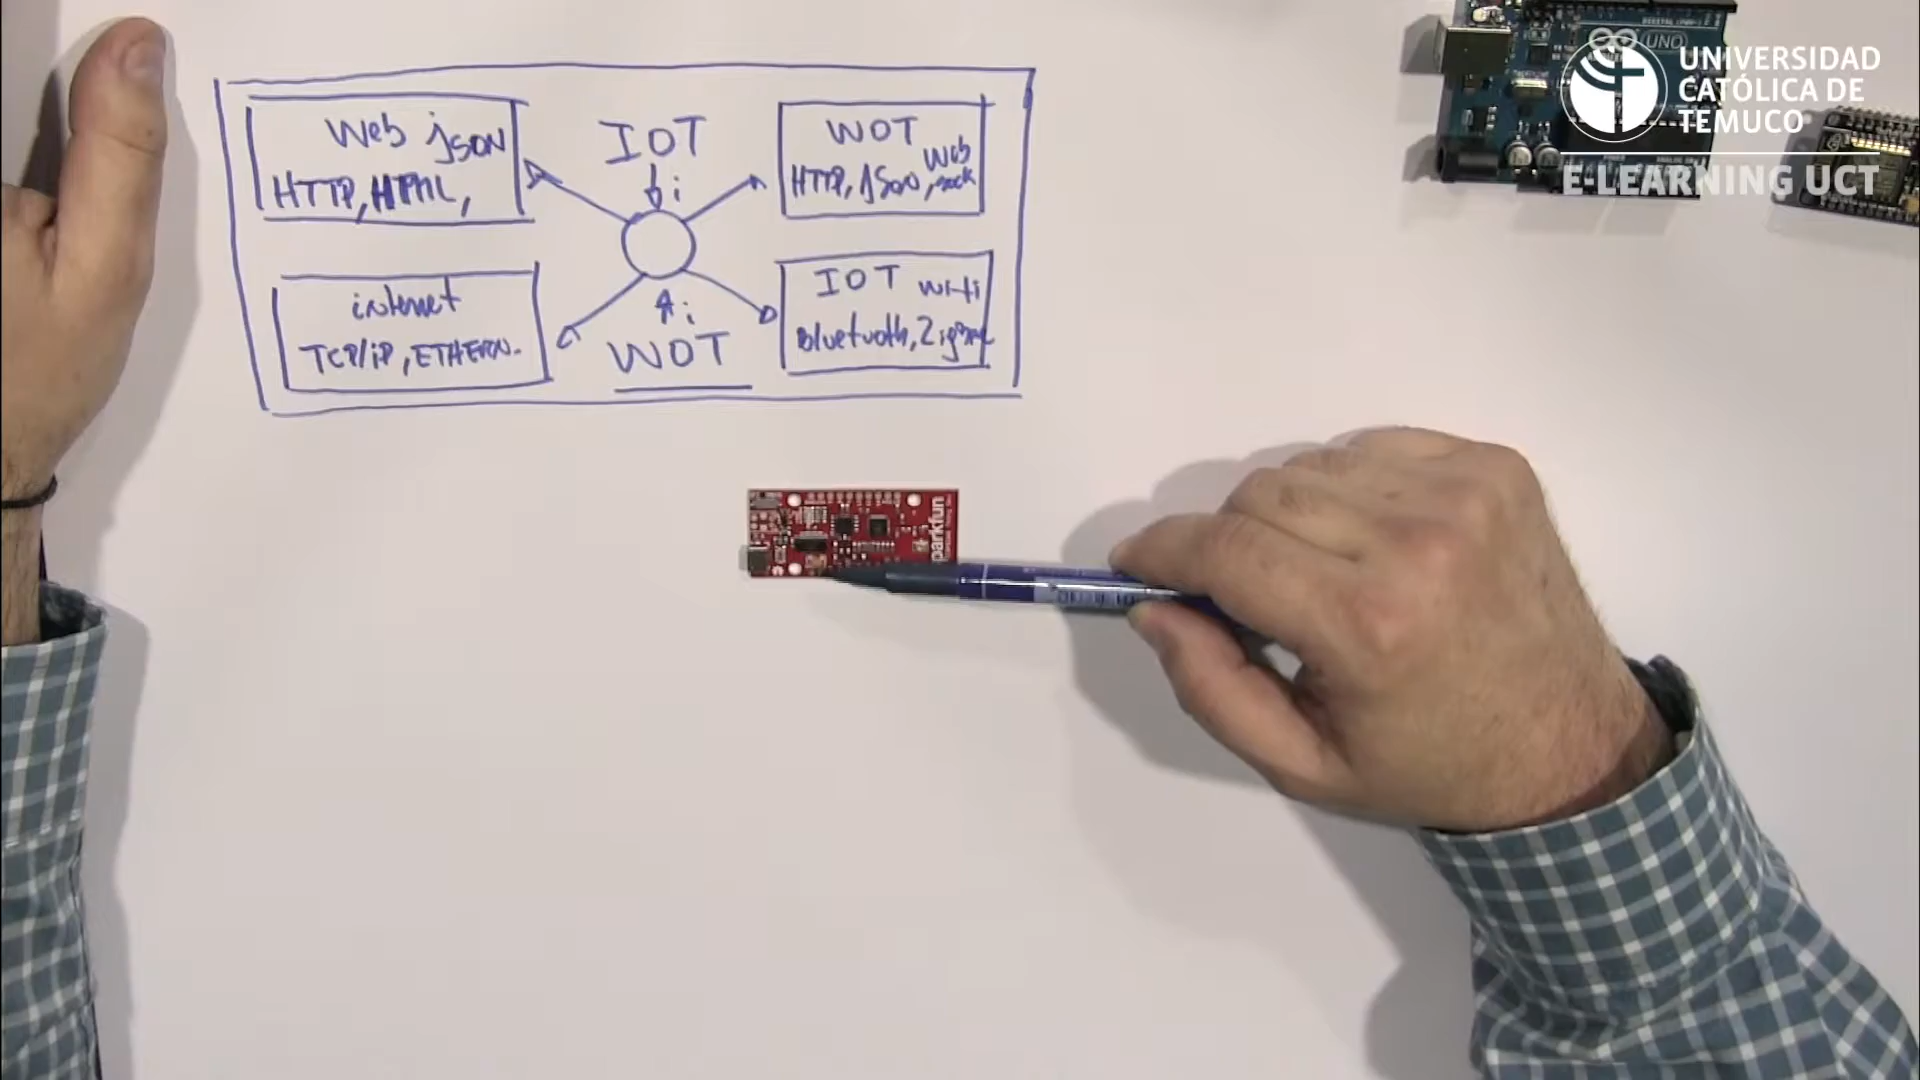 Web json
HTTP, HTML,
IOT
i
WOT
HTTP, json, Web
sock
internet
TCP/iP, ETHERN.
i
WOT
IOT Wifi
Bluetooth, Zigbee
UNO
UNIVERSIDAD
CATÓLICA DE
TEMUCO
E-LEARNING UCT
parkfun